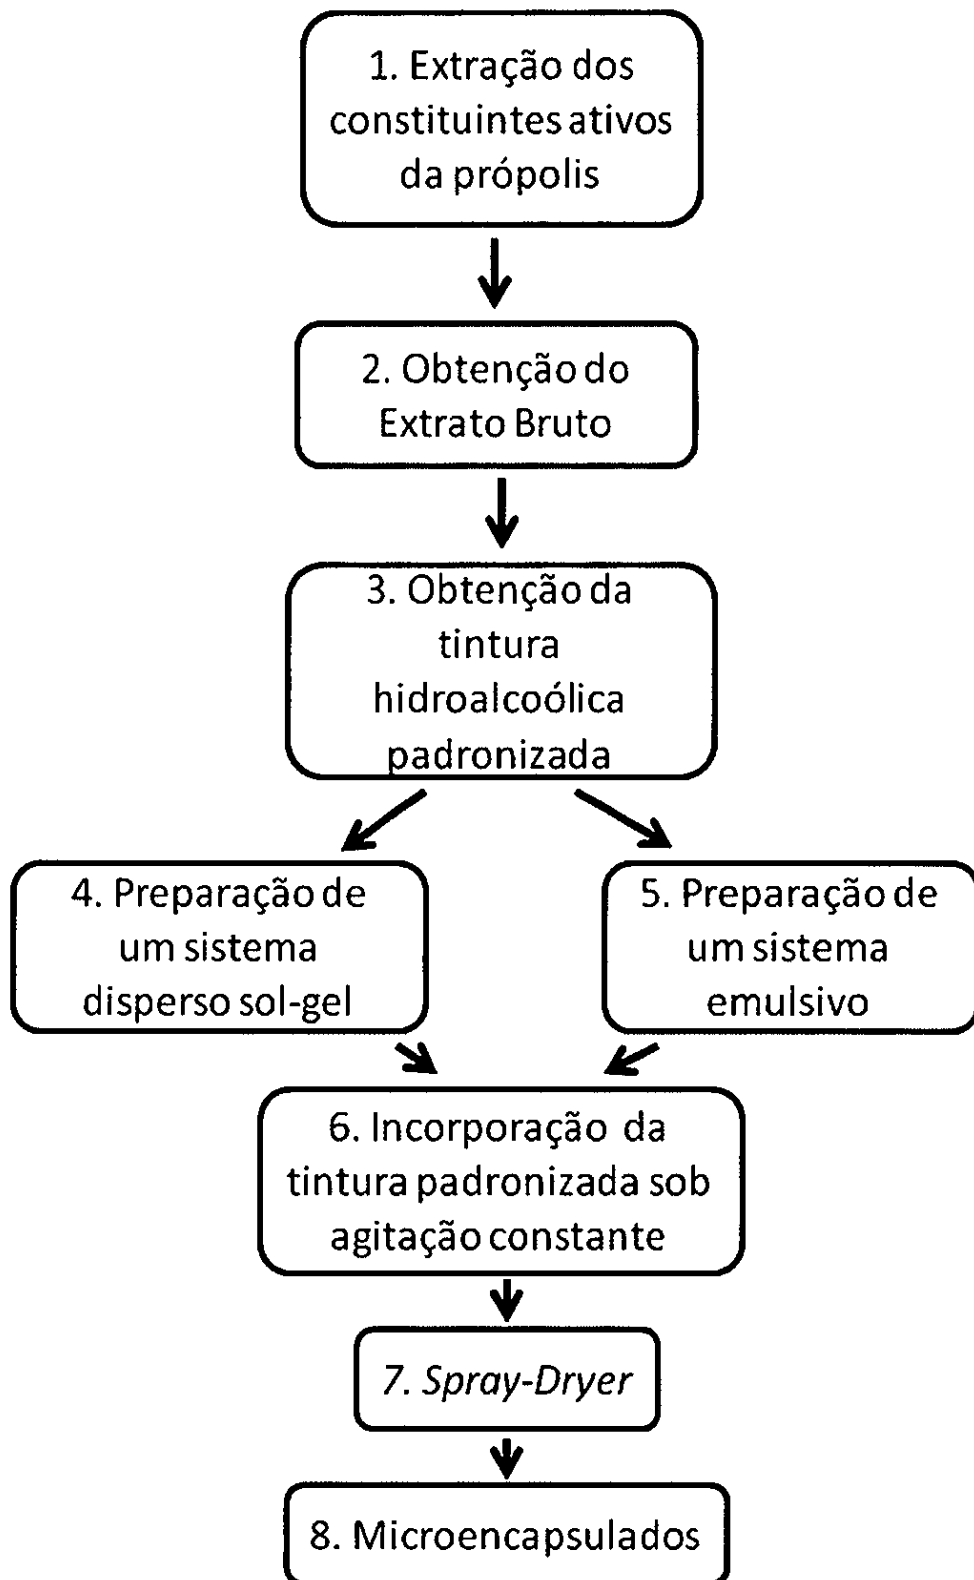 1. Extração dos
constituintes ativos
da própolis
2. Obtenção do
Extrato Bruto
3. Obtenção da
tintura
hidroalcoólica
padronizada
4. Preparação de
um sistema
disperso sol-gel
5. Preparação de
um sistema
emulsivo
6. Incorporação da
tintura padronizada sob
agitação constante
7. Spray-Dryer
8. Microencapsulados